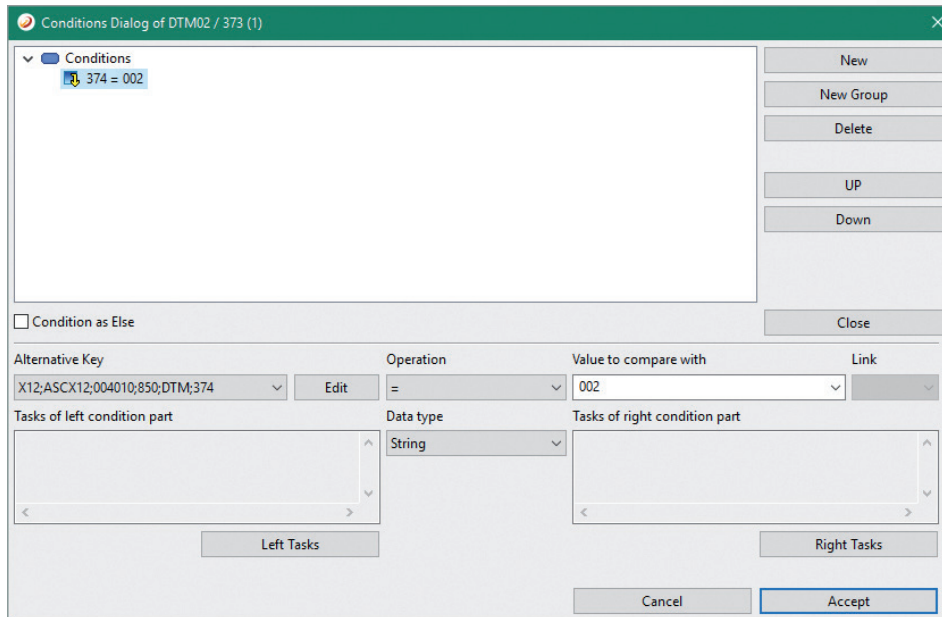 Conditions Dialog of DTM02 / 373 (1)
Conditions
374 = 002
New
New Group
Delete
UP
Down
Condition as Else
Close
Alternative Key
Operation
Value to compare with
Link
X12;ASCX12;004010;850;DTM;374
Edit
=
002
Tasks of left condition part
Data type
Tasks of right condition part
String
Left Tasks
Right Tasks
Cancel
Accept